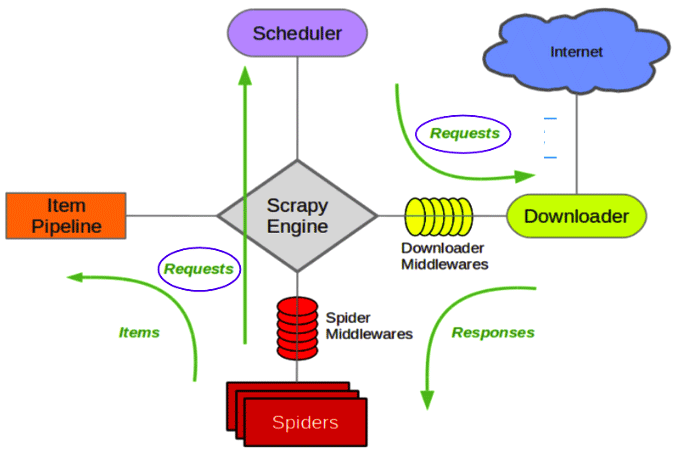 Scheduler
Internet
Requests
Item
Pipeline
Scrapy
Engine
Downloader
Downloader
Middlewares
Requests
Items
Spider
Middlewares
Responses
Spiders